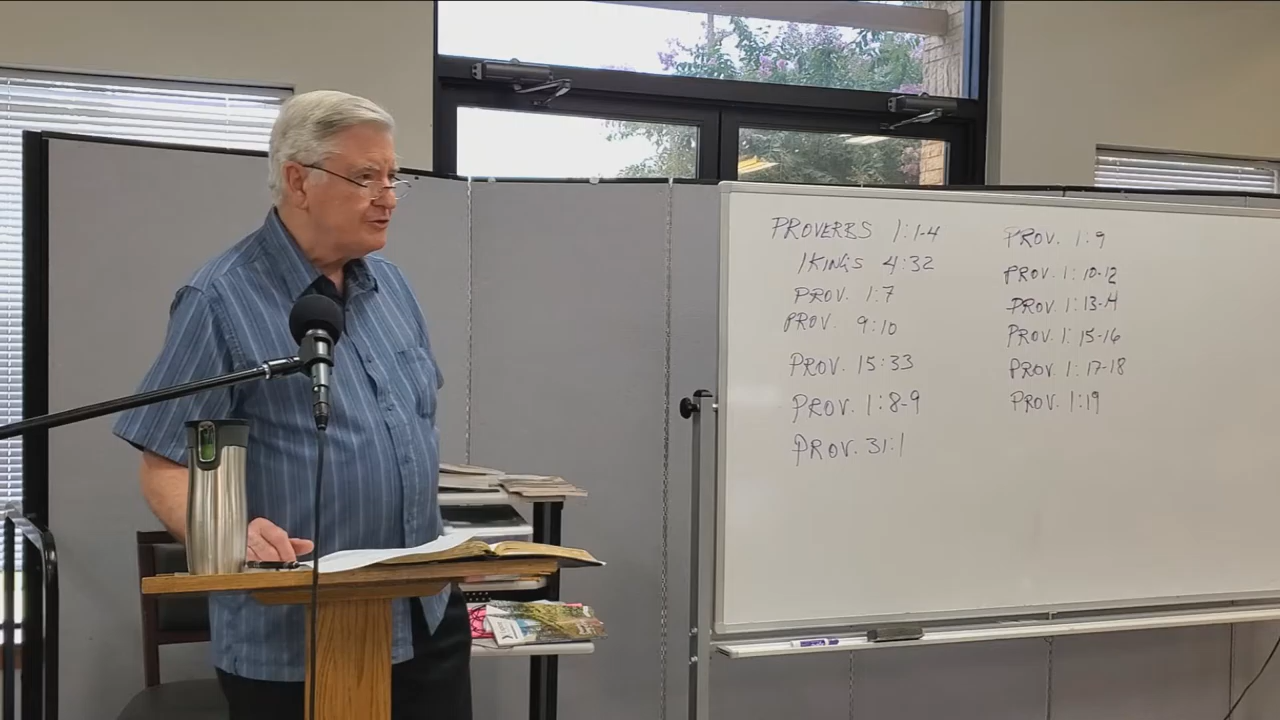 PROVERBS 1:1-4
1KINGS 4:32
PROV. 1:7
PROV. 9:10
PROV. 15:33
PROV. 1:8-9
PROV. 31:1
PROV. 1:9
PROV. 1:10-12
PROV. 1:13-14
PROV. 1:15-16
PROV. 1:17-18
PROV. 1:19